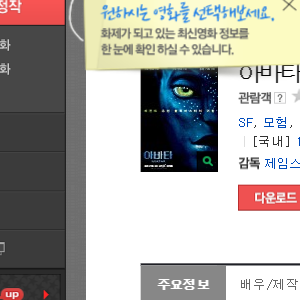 정작
원하시는 영화를 선택해보세요.
화제가 되고 있는 최신영화 정보를
한 눈에 확인 하실 수 있습니다.
화
화
아바타
관람객 ?
SF, 모험,
[국내]
아바타
감독 제임스
다운로드
up
주요정보
배우/제작